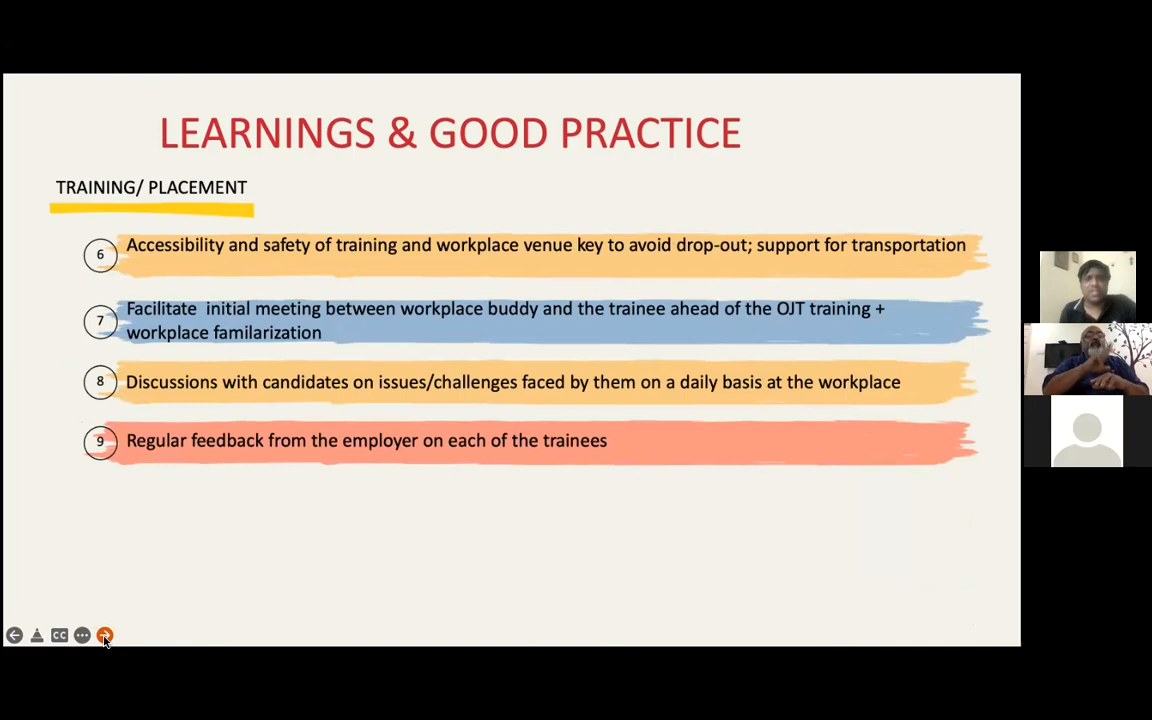 LEARNINGS & GOOD PRACTICE
TRAINING/ PLACEMENT
6 Accessibility and safety of training and workplace venue key to avoid drop-out; support for transportation
7 Facilitate  initial meeting between workplace buddy and the trainee ahead of the OJT training +
workplace familarization
8 Discussions with candidates on issues/challenges faced by them on a daily basis at the workplace
9 Regular feedback from the employer on each of the trainees
CC